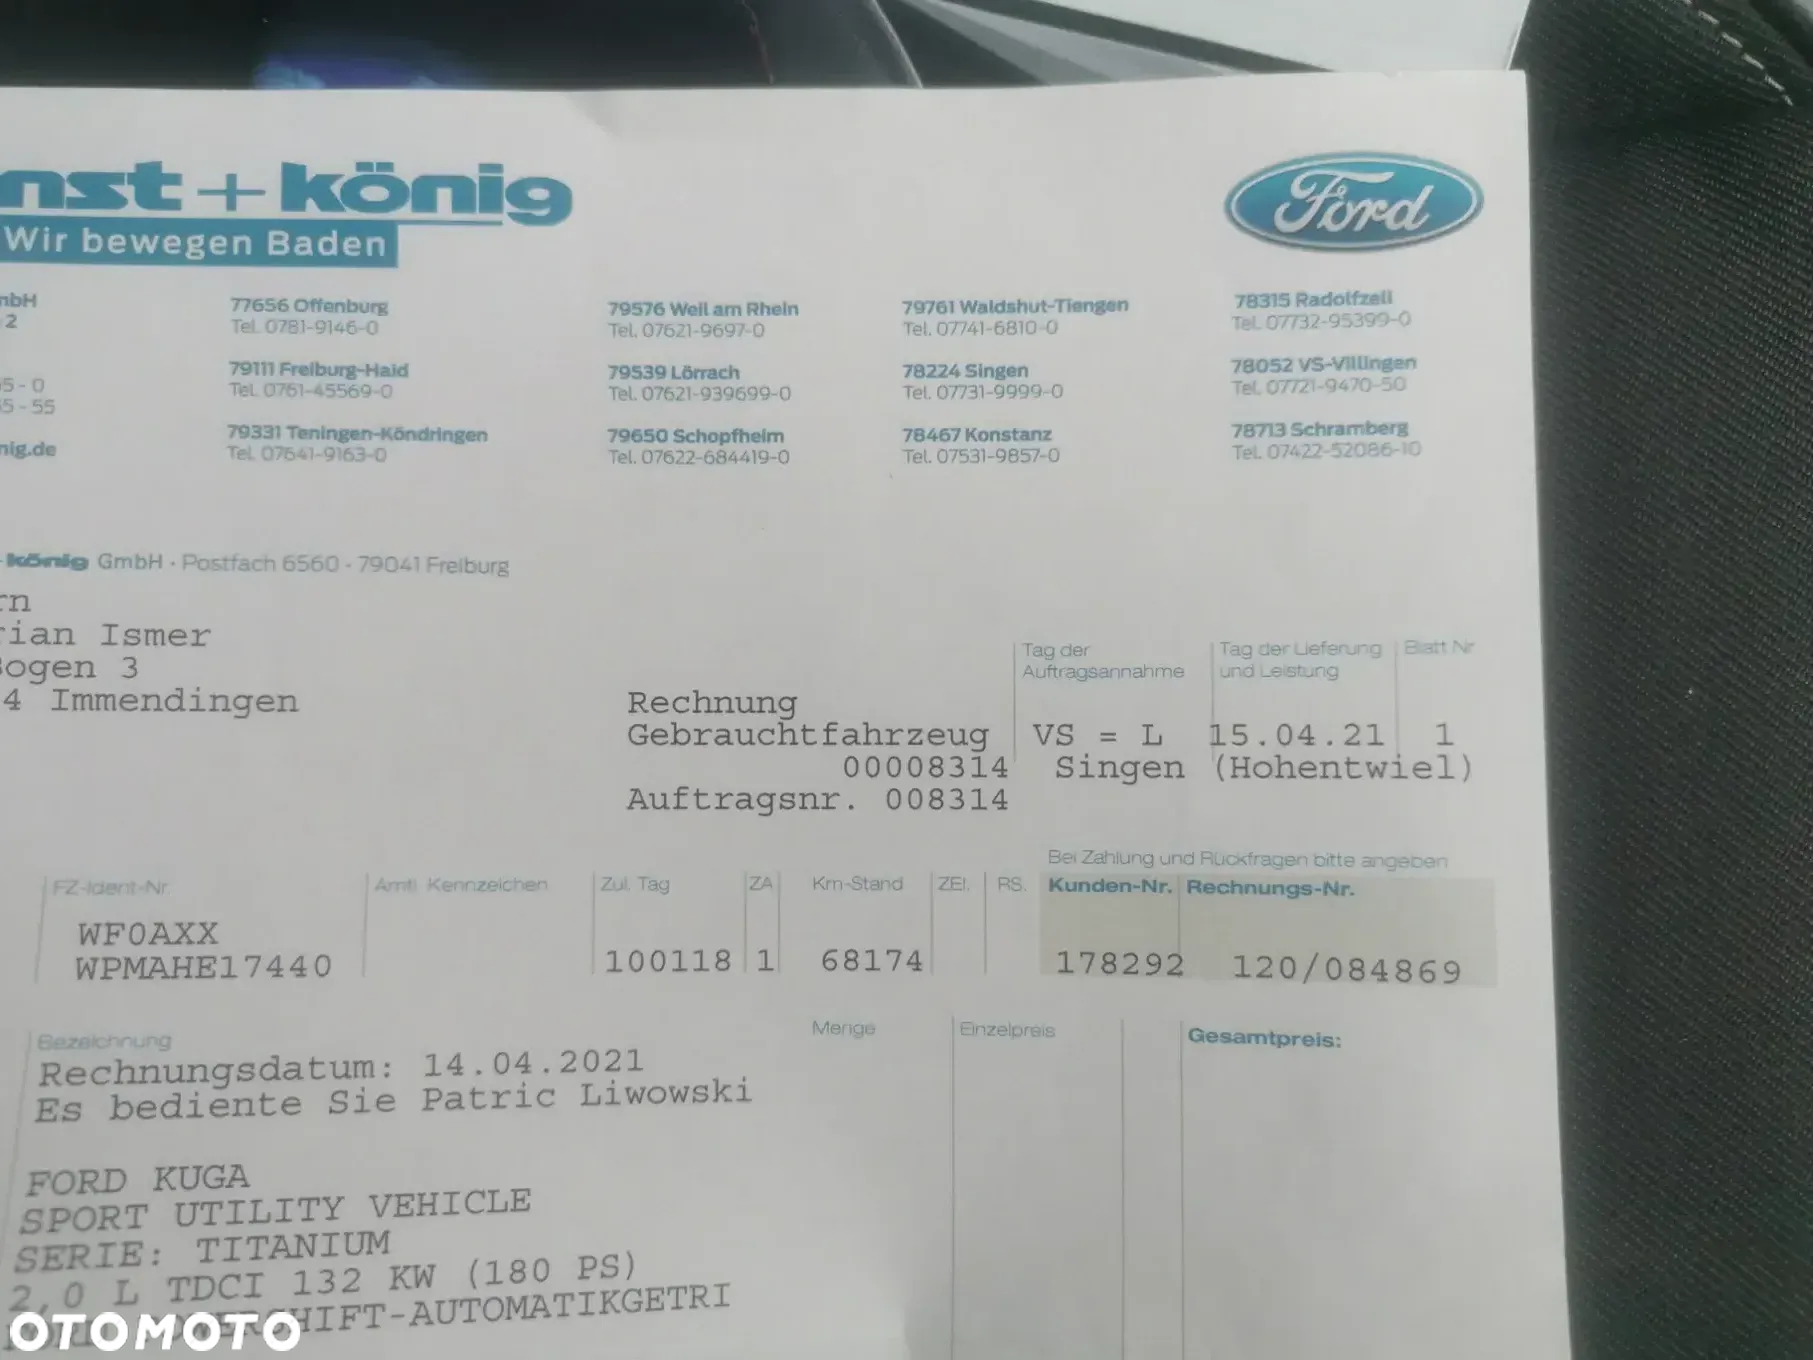 nst+könig
Wir bewegen Baden
Ford
mbH
2
5 - 0
5 - 55
nig.de
77656 Offenburg
Tel. 0781-9146-0
79111 Freiburg-Haid
Tel. 0761-45569-0
79331 Teningen-Köndringen
Tel. 07641-9163-0
79576 Weil am Rhein
Tel. 07621-9697-0
79539 Lörrach
Tel. 07621-939699-0
79650 Schopfheim
Tel. 07622-684419-0
79761 Waldshut-Tiengen
Tel. 07741-6810-0
78224 Singen
Tel. 07731-9999-0
78467 Konstanz
Tel. 07531-9857-0
78315 Radolfzell
Tel. 07732-95399-0
78052 VS-Villingen
Tel. 07721-9470-50
78713 Schramberg
Tel. 07422-52086-10
könig GmbH · Postfach 6560 · 79041 Freiburg
rn
rian Ismer
Bogen 3
4 Immendingen
Rechnung
Gebrauchtfahrzeug
00008314
Auftragsnr. 008314
Tag der
Auftragsannahme
Tag der Lieferung
und Leistung
Blatt Nr
VS = L 15.04.21 1
Singen (Hohentwiel)
Bei Zahlung und Rückfragen bitte angeben
FZ-Ident-Nr. Amtl. Kennzeichen Zul. Tag ZA Km-Stand ZEI. RS. Kunden-Nr. Rechnungs-Nr.
WF0AXX
WPMAHE17440 100118 1 68174 178292 120/084869
Bezeichnung Menge Einzelpreis Gesamtpreis:
Rechnungsdatum: 14.04.2021
Es bediente Sie Patric Liwowski
FORD KUGA
SPORT UTILITY VEHICLE
SERIE: TITANIUM
2,0 L TDCI 132 KW (180 PS)
SHIFT-AUTOMATIKGETRI
OTOMOTO